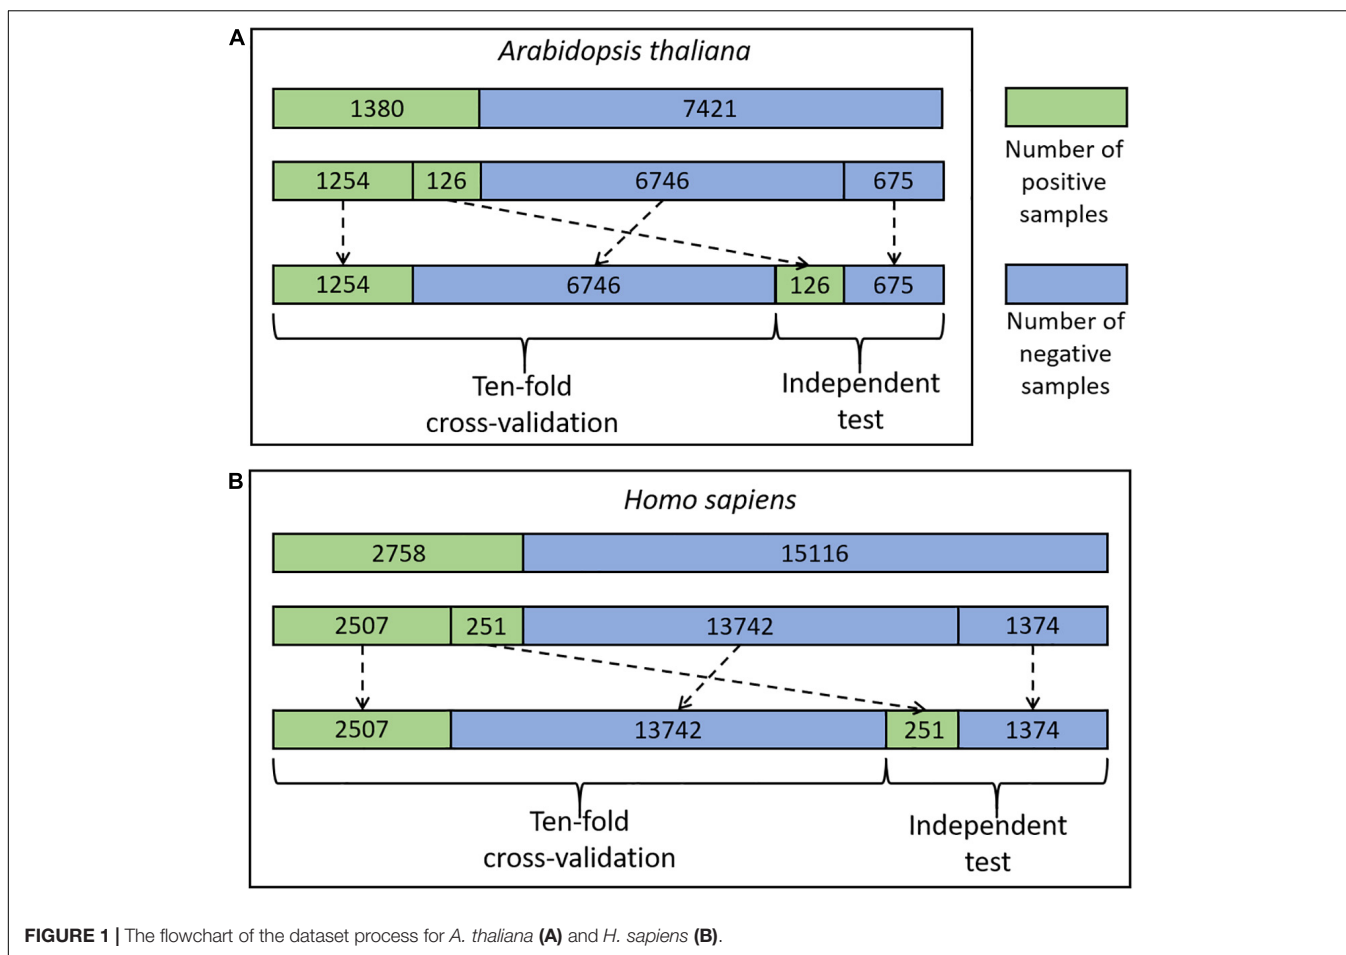 A
Arabidopsis thaliana
1380 7421
1254 126 6746 675
1254 6746 126 675
Ten-fold
cross-validation
Independent
test
Number of
positive
samples
Number of
negative
samples
B
Homo sapiens
2758 15116
2507 251 13742 1374
2507 13742 251 1374
Ten-fold
cross-validation
Independent
test
FIGURE 1 | The flowchart of the dataset process for A. thaliana (A) and H. sapiens (B).